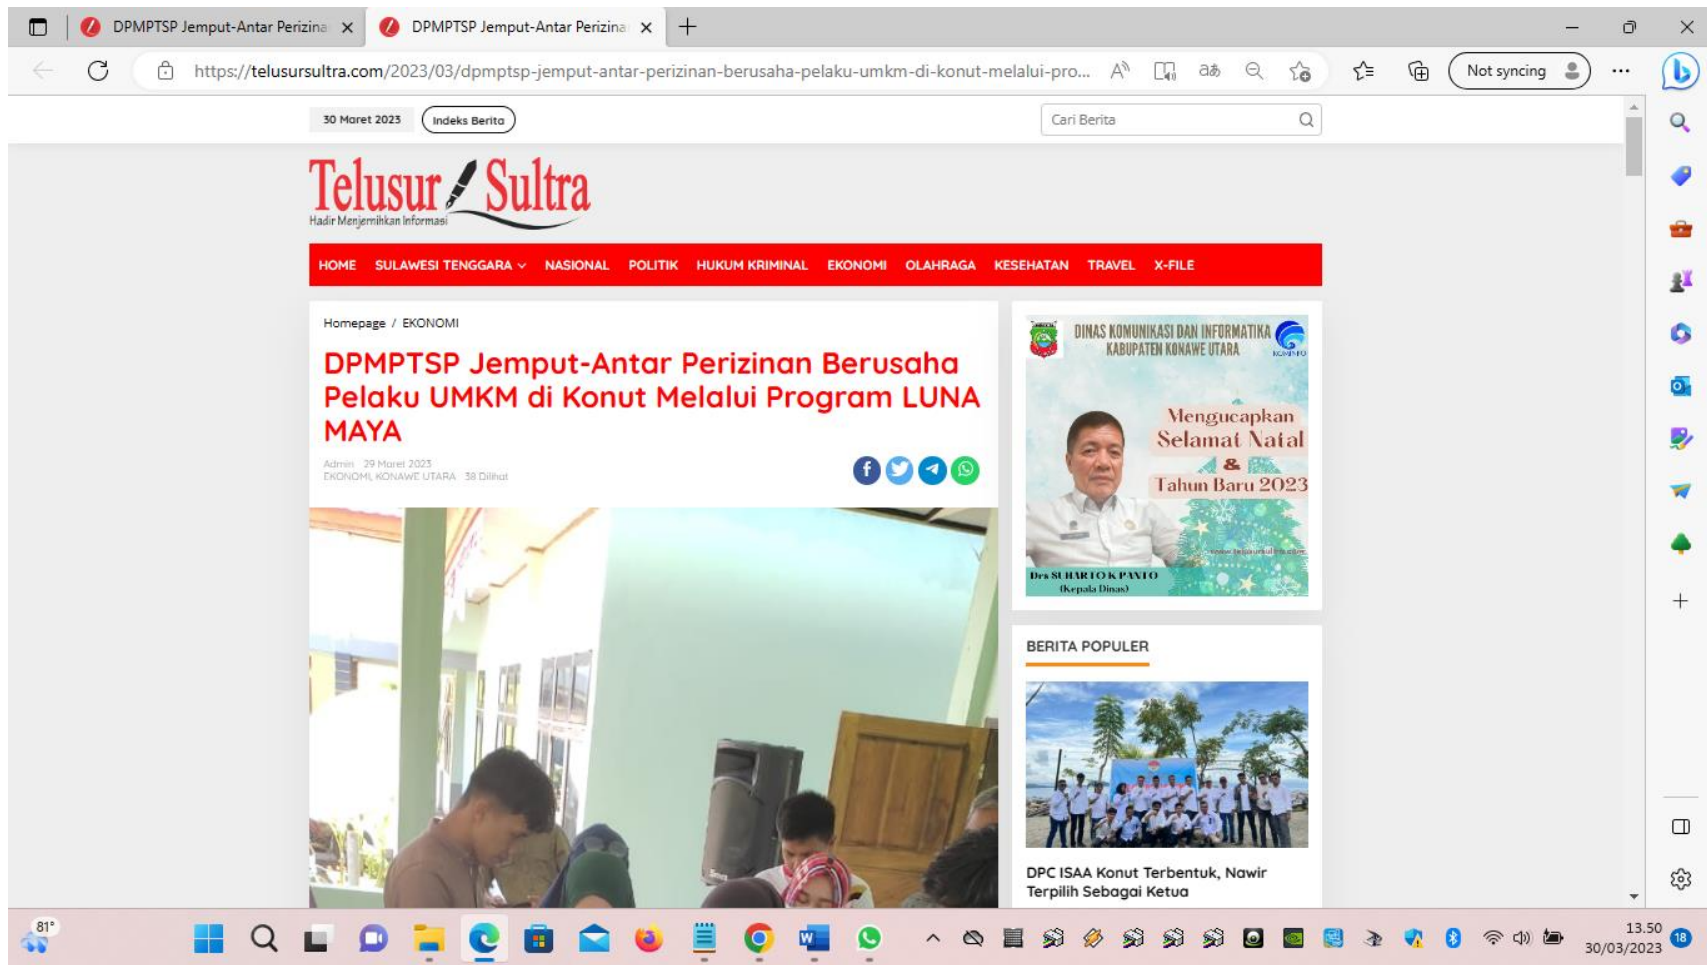 DPMPTSP Jemput-Antar Perizina
DPMPTSP Jemput-Antar Perizina
https://telusursultra.com/2023/03/dpmptsp-jemput-antar-perizinan-berusaha-pelaku-umkm-di-konut-melalui-pro...
Not syncing
30 Maret 2023
Indeks Berita
Cari Berita
Telusur Sultra
Hadir Menjernihkan Informasi
HOME SULAWESI TENGGARA NASIONAL POLITIK HUKUM KRIMINAL EKONOMI OLAHRAGA KESEHATAN TRAVEL X-FILE
Homepage / EKONOMI
DPMPTSP Jemput-Antar Perizinan Berusaha
Pelaku UMKM di Konut Melalui Program LUNA
MAYA
Admin 29 Maret 2023
EKONOMI, KONAWE UTARA 38 Dilihat
DINAS KOMUNIKASI DAN INFORMATIKA
KABUPATEN KONAWE UTARA
KOMINFO
Mengucapkan
Selamat Natal
&
Tahun Baru 2023
Drs SUHARTO K PANTO
(Kepala Dinas)
BERITA POPULER
DPC ISAA Konut Terbentuk, Nawir
Terpilih Sebagai Ketua
81°
13.50
30/03/2023
18